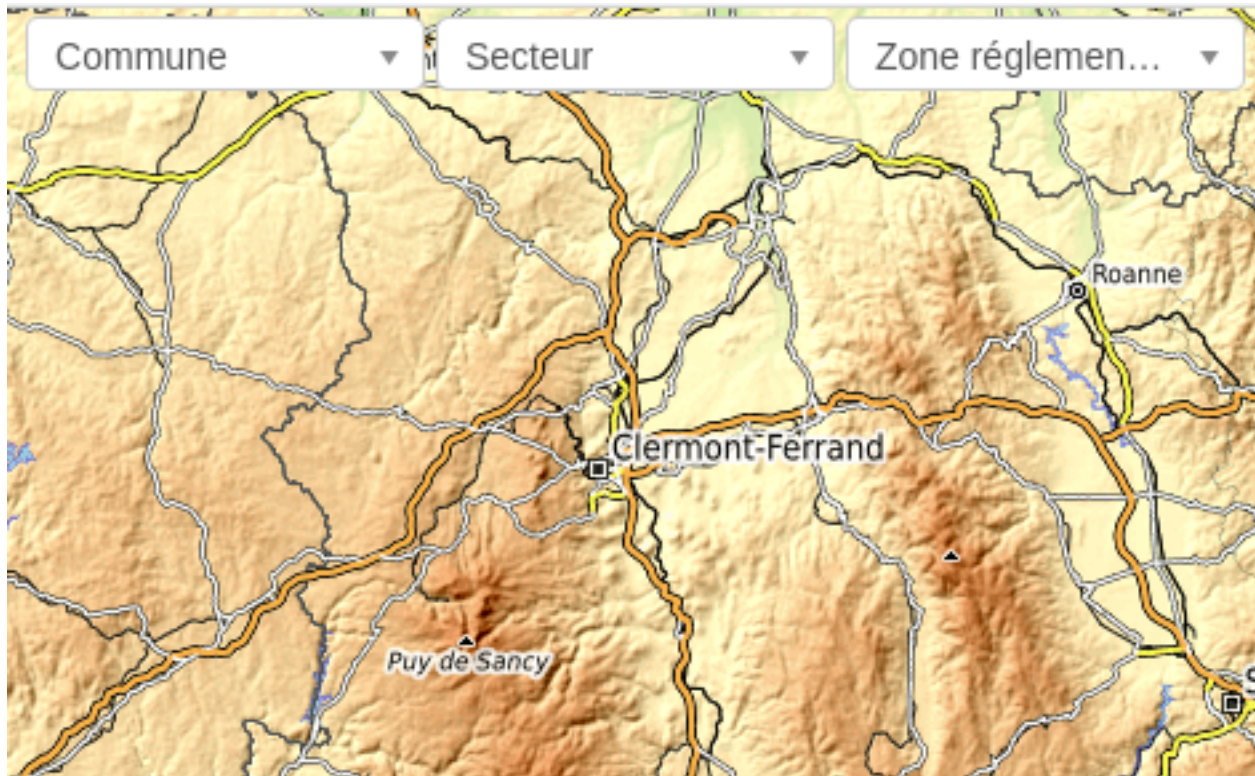 Commune
Secteur
Zone réglemen…
Roanne
Clermont-Ferrand
Puy de Sancy